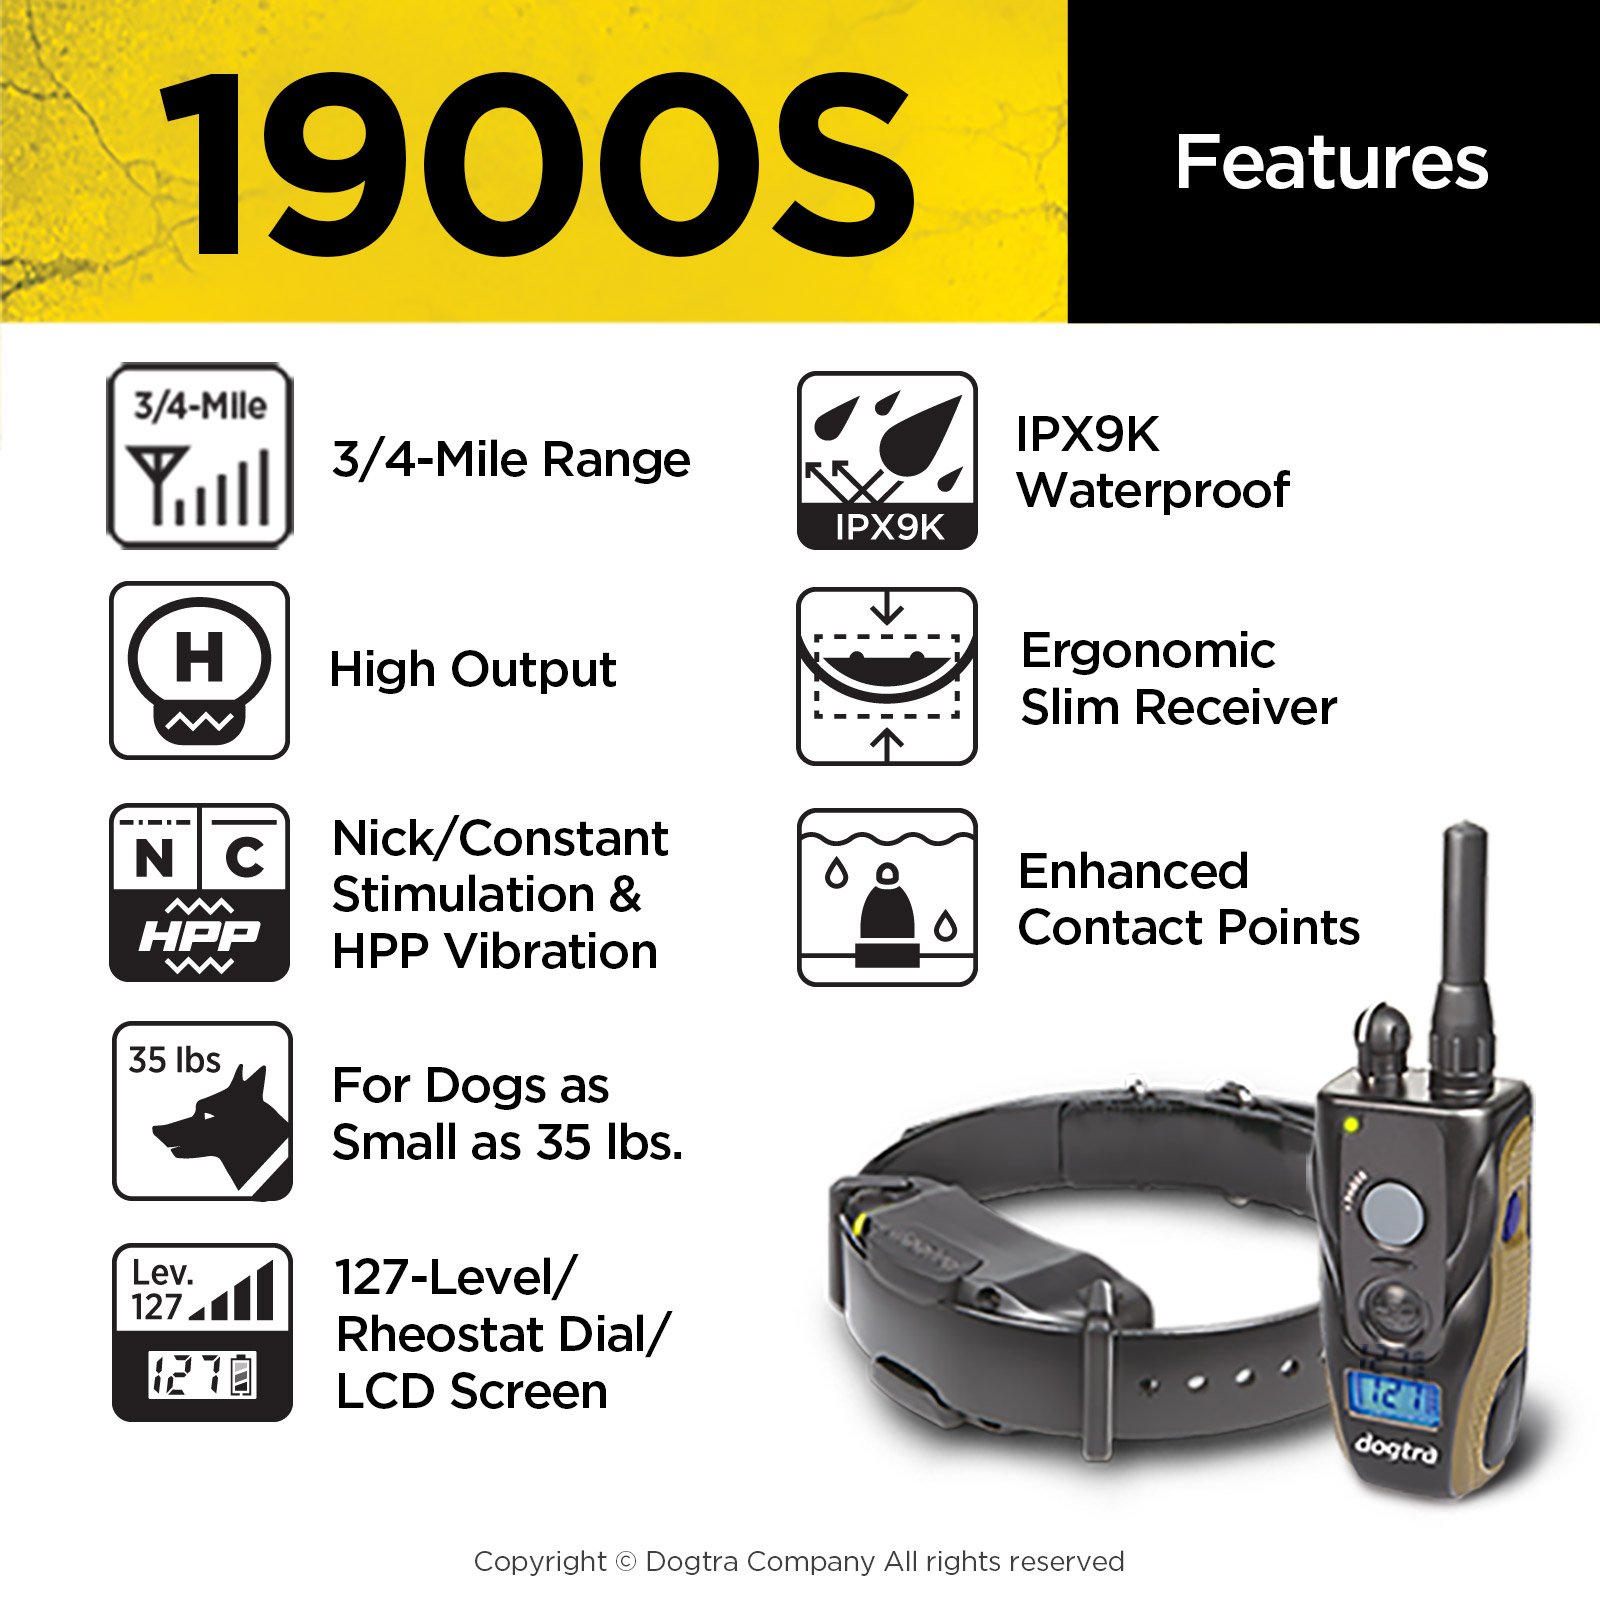 1900S
Features
3/4-Mile
3/4-Mile Range
IPX9K
IPX9K
Waterproof
H
High Output
Ergonomic
Slim Receiver
N C
HPP
Nick/Constant
Stimulation &
HPP Vibration
Enhanced
Contact Points
35 lbs
For Dogs as
Small as 35 lbs.
Lev.
127
127
127-Level/
Rheostat Dial/
LCD Screen
dogtra
Copyright © Dogtra Company All rights reserved